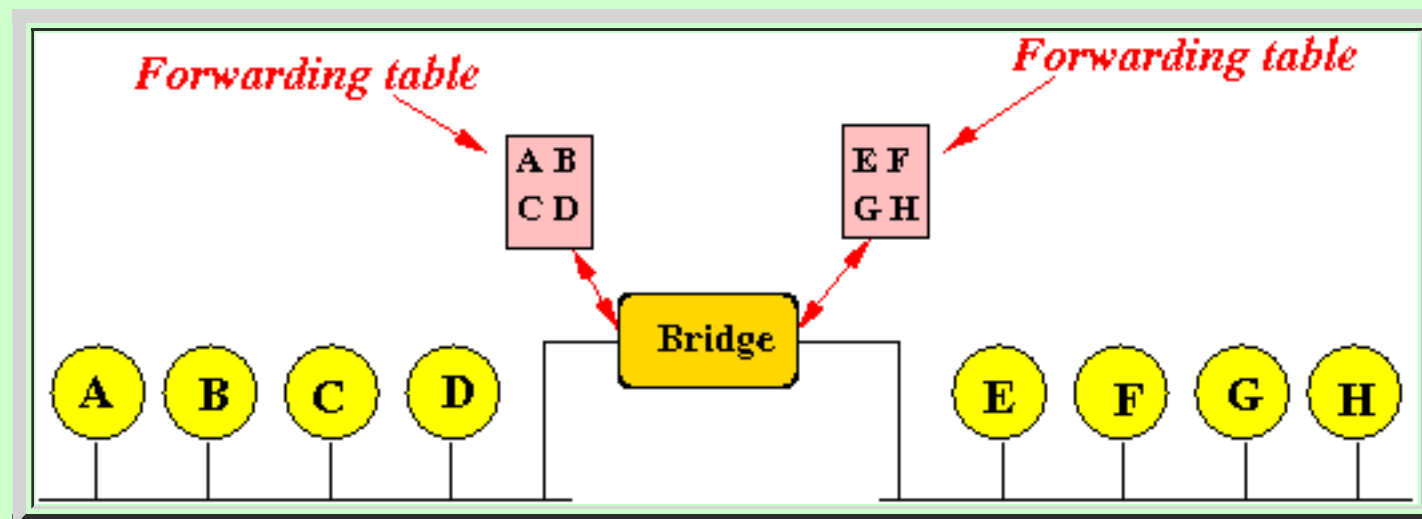 Forwarding table
Forwarding table
A B
C D
E F
G H
Bridge
A
B
C
D
E
F
G
H